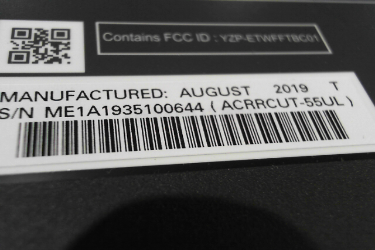 Contains FCC ID : YZP-ETWFFTBC01
MANUFACTURED: AUGUST 2019 T
S/N ME1A1935100644 ( ACRRCUT-55UL )